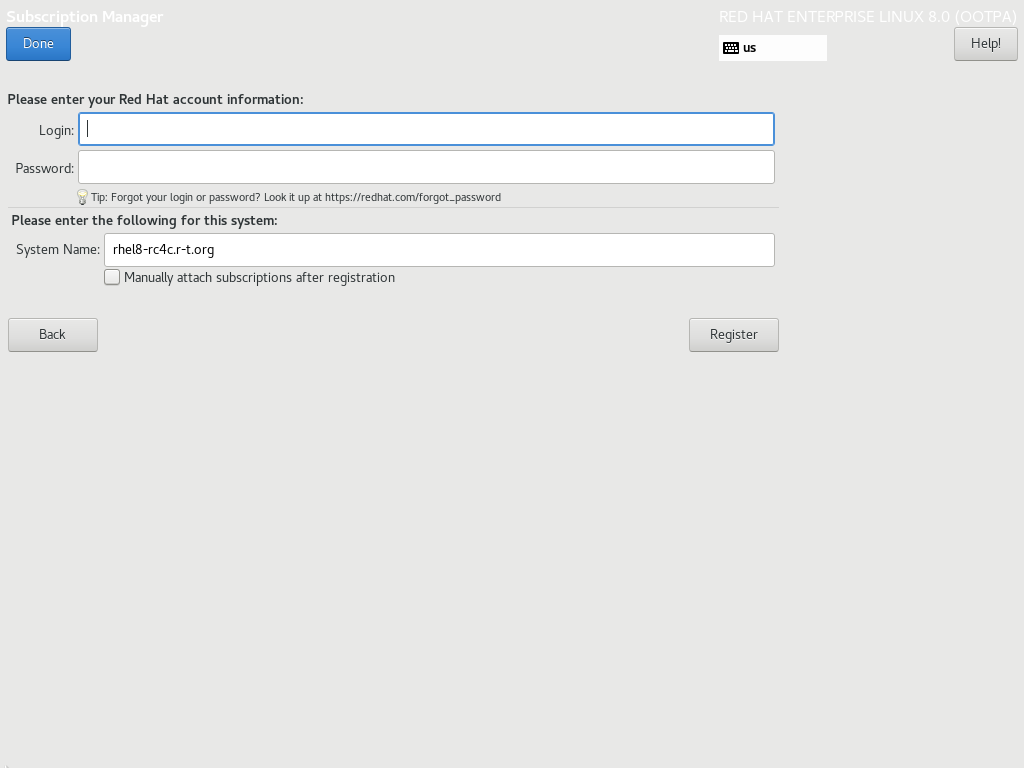 Subscription Manager
RED HAT ENTERPRISE LINUX 8.0 (OOTPA)
Done
us
Help!
Please enter your Red Hat account information:
Login:
Password:
Tip: Forgot your login or password? Look it up at https://redhat.com/forgot_password
Please enter the following for this system:
System Name: rhel8-rc4c.r-t.org
Manually attach subscriptions after registration
Back
Register